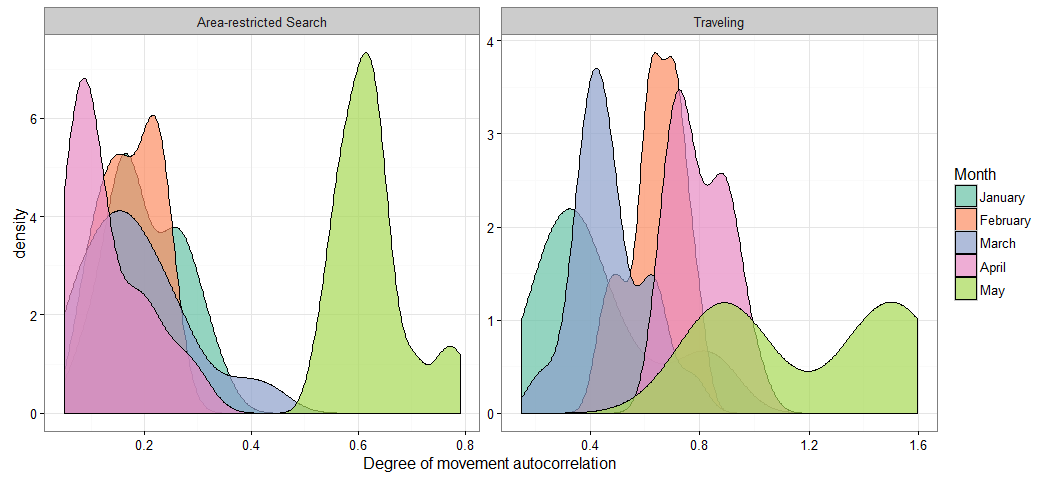 Area-restricted Search
Traveling
density
6
4
2
0
4
3
2
1
0
0.2
0.4
0.6
0.8
0.4
0.8
1.2
1.6
Degree of movement autocorrelation
Month
January
February
March
April
May